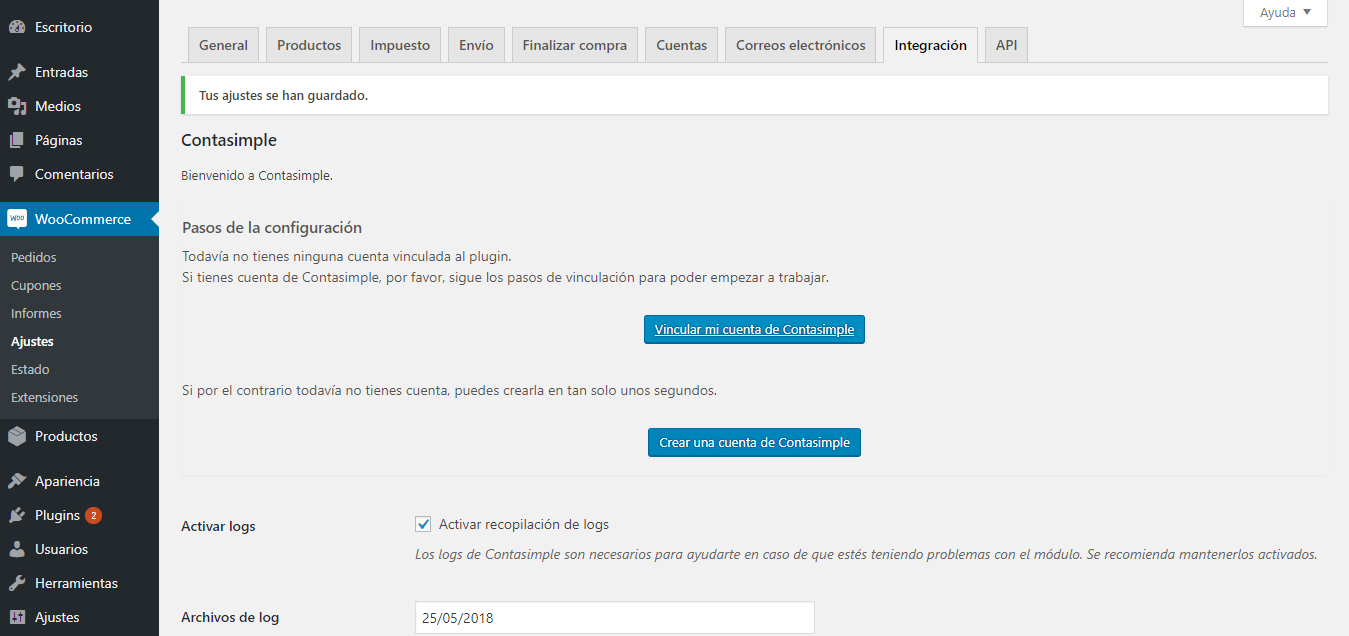 Escritorio
Entradas
Medios
Páginas
Comentarios
Woo WooCommerce
Pedidos
Cupones
Informes
Ajustes
Estado
Extensiones
Productos
Apariencia
Plugins 2
Usuarios
Herramientas
Ajustes
Ayuda ▼
General Productos Impuesto Envío Finalizar compra Cuentas Correos electrónicos Integración API
Tus ajustes se han guardado.
Contasimple
Bienvenido a Contasimple.
Pasos de la configuración
Todavía no tienes ninguna cuenta vinculada al plugin.
Si tienes cuenta de Contasimple, por favor, sigue los pasos de vinculación para poder empezar a trabajar.
Vincular mi cuenta de Contasimple
Si por el contrario todavía no tienes cuenta, puedes crearla en tan solo unos segundos.
Crear una cuenta de Contasimple
Activar logs Activar recopilación de logs
Los logs de Contasimple son necesarios para ayudarte en caso de que estés teniendo problemas con el módulo. Se recomienda mantenerlos activados.
Archivos de log 25/05/2018